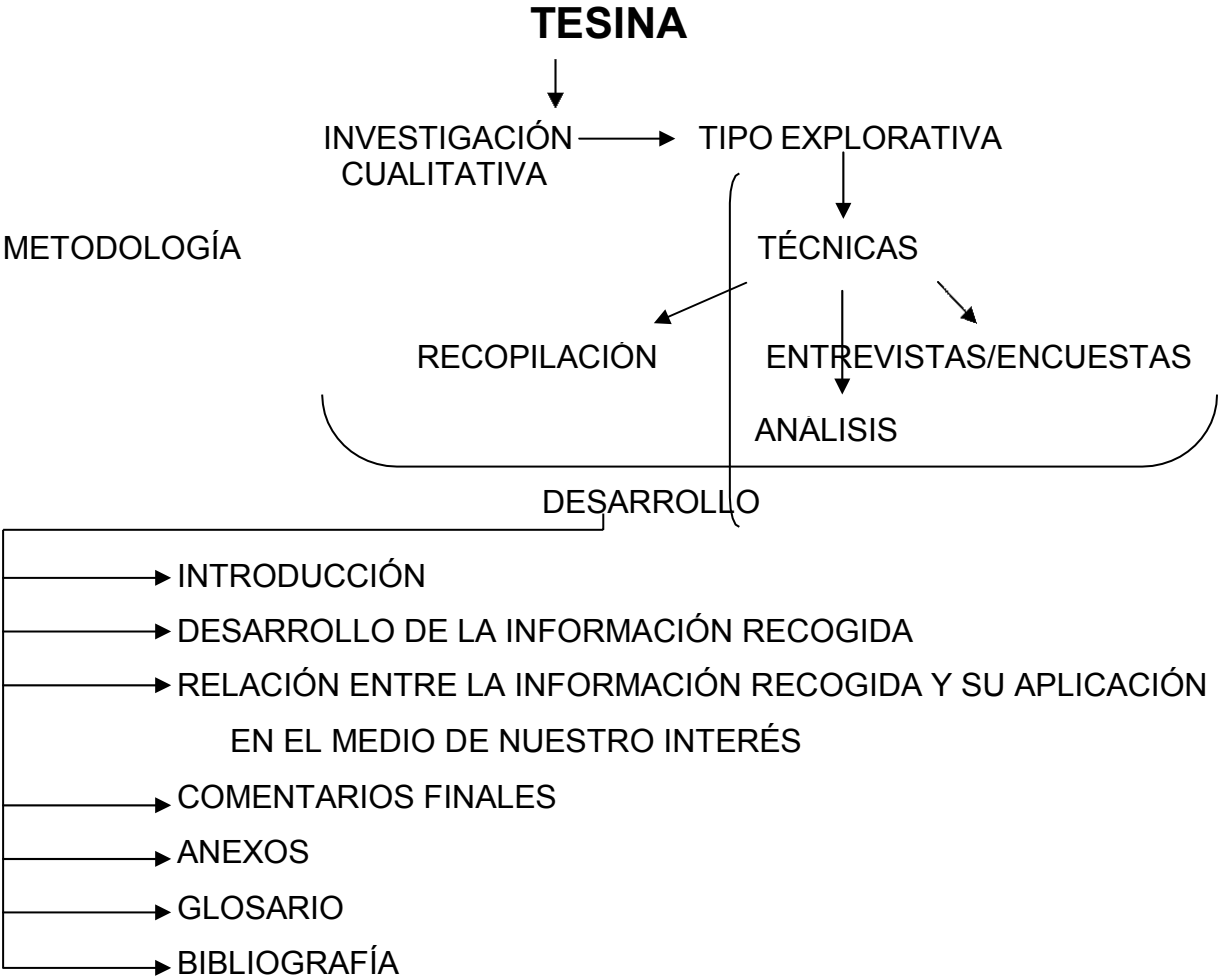 TESINA
INVESTIGACIÓN
CUALITATIVA
TIPO EXPLORATIVA
METODOLOGÍA
TÉCNICAS
RECOPILACIÓN
ENTREVISTAS/ENCUESTAS
ANÁLISIS
DESARROLLO
INTRODUCCIÓN
DESARROLLO DE LA INFORMACIÓN RECOGIDA
RELACIÓN ENTRE LA INFORMACIÓN RECOGIDA Y SU APLICACIÓN
EN EL MEDIO DE NUESTRO INTERÉS
COMENTARIOS FINALES
ANEXOS
GLOSARIO
BIBLIOGRAFÍA